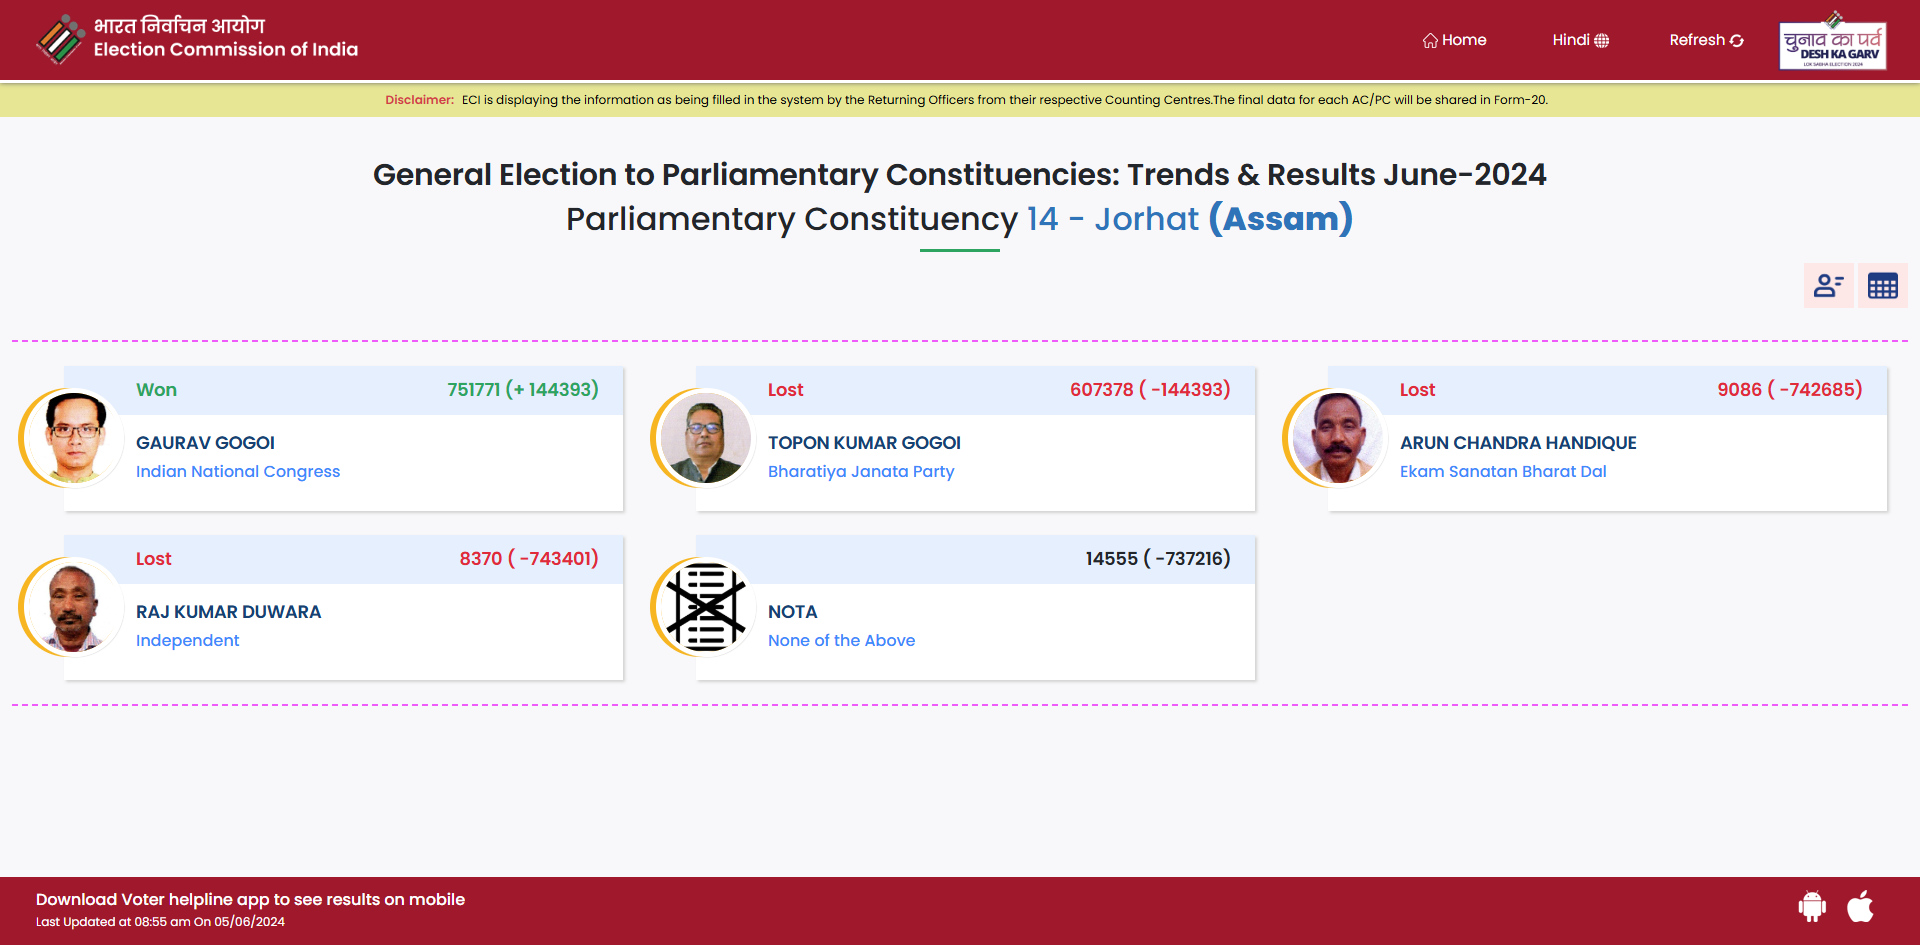 भारत निर्वाचन आयोग
Election Commission of India
Home
Hindi
Refresh
चुनाव का पर्व
DESH KA GARV
LOK SABHA ELECTION 2024
Disclaimer: ECI is displaying the information as being filled in the system by the Returning Officers from their respective Counting Centres.The final data for each AC/PC will be shared in Form-20.
General Election to Parliamentary Constituencies: Trends & Results June-2024
Parliamentary Constituency 14 - Jorhat (Assam)
Won 751771 (+ 144393)
GAURAV GOGOI
Indian National Congress
Lost 607378 ( -144393)
TOPON KUMAR GOGOI
Bharatiya Janata Party
Lost 9086 ( -742685)
ARUN CHANDRA HANDIQUE
Ekam Sanatan Bharat Dal
Lost 8370 ( -743401)
RAJ KUMAR DUWARA
Independent
14555 ( -737216)
NOTA
None of the Above
Download Voter helpline app to see results on mobile
Last Updated at 08:55 am On 05/06/2024